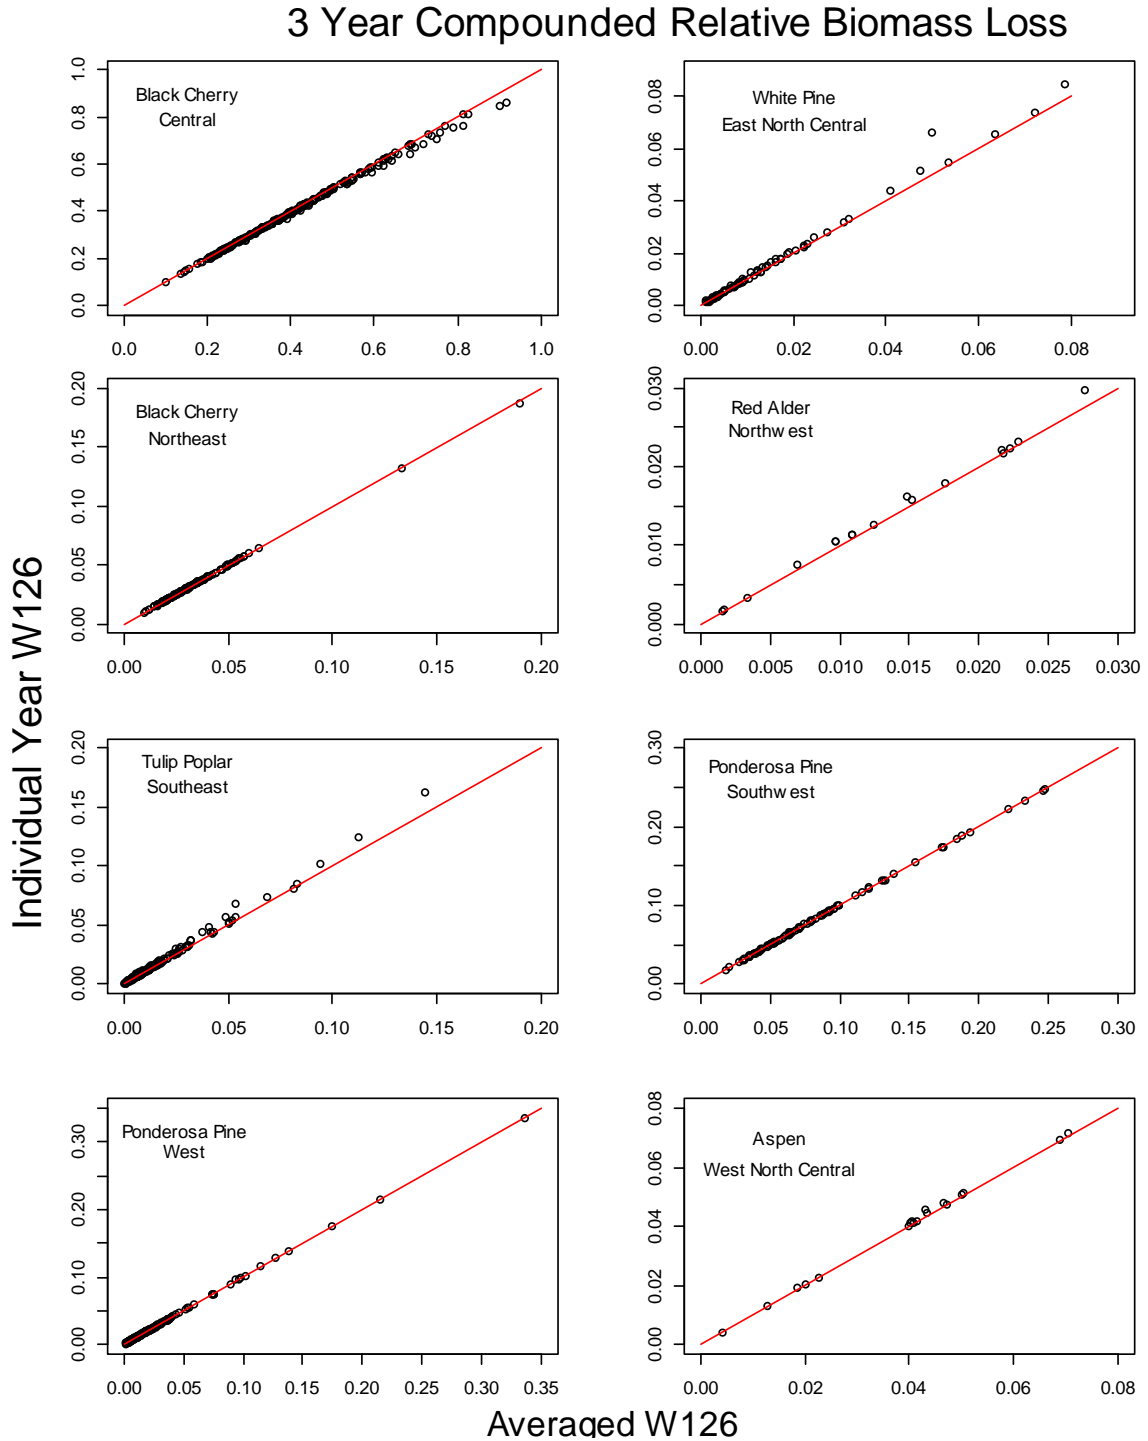 3 Year Compounded Relative Biomass Loss
Individual Year W126
Black Cherry
Central
0.0 0.2 0.4 0.6 0.8 1.0
0.0 0.2 0.4 0.6 0.8 1.0
White Pine
East North Central
0.00 0.02 0.04 0.06 0.08
0.00 0.02 0.04 0.06 0.08
Black Cherry
Northeast
0.00 0.05 0.10 0.15 0.20
0.00 0.05 0.10 0.15 0.20
Red Alder
Northwest
0.000 0.010 0.020 0.030
0.000 0.005 0.010 0.015 0.020 0.025 0.030
Tulip Poplar
Southeast
0.00 0.05 0.10 0.15 0.20
0.00 0.05 0.10 0.15 0.20
Ponderosa Pine
Southwest
0.00 0.10 0.20 0.30
0.00 0.05 0.10 0.15 0.20 0.25 0.30
Ponderosa Pine
West
0.00 0.10 0.20 0.30
0.00 0.05 0.10 0.15 0.20 0.25 0.30 0.35
Aspen
West North Central
0.00 0.02 0.04 0.06 0.08
0.00 0.02 0.04 0.06 0.08
Averaged W126